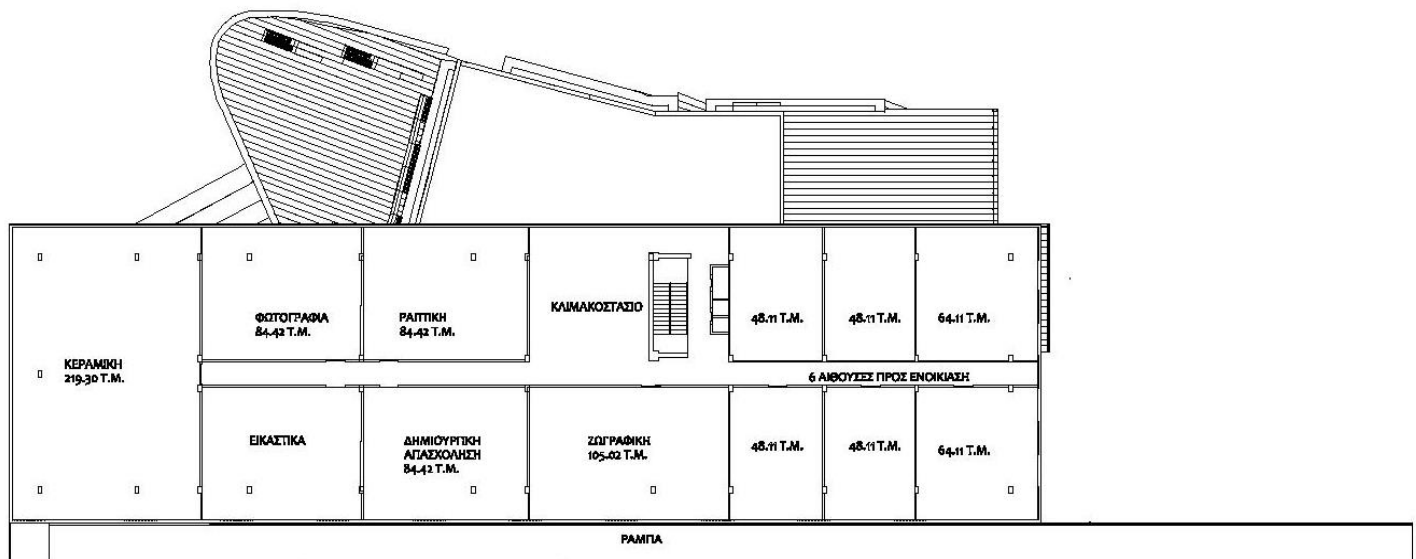 ΦΩΤΟΓΡΑΦΙΑ
84.42 Τ.Μ.
ΡΑΠΤΙΚΗ
84.42 Τ.Μ.
ΚΛΙΜΑΚΟΣΤΑΣΙΟ
48.11 Τ.Μ.
48.11 Τ.Μ.
64.11 Τ.Μ.
ΚΕΡΑΜΙΚΗ
219.30 Τ.Μ.
6 ΑΙΘΟΥΣΕΣ ΠΡΟΣ ΕΝΟΙΚΙΑΣΗ
ΕΙΚΑΣΤΙΚΑ
ΔΗΜΙΟΥΡΓΙΚΗ
ΑΠΑΣΧΟΛΗΣΗ
84.42 Τ.Μ.
ΖΩΓΡΑΦΙΚΗ
105.02 Τ.Μ.
48.11 Τ.Μ.
48.11 Τ.Μ.
64.11 Τ.Μ.
ΡΑΜΠΑ